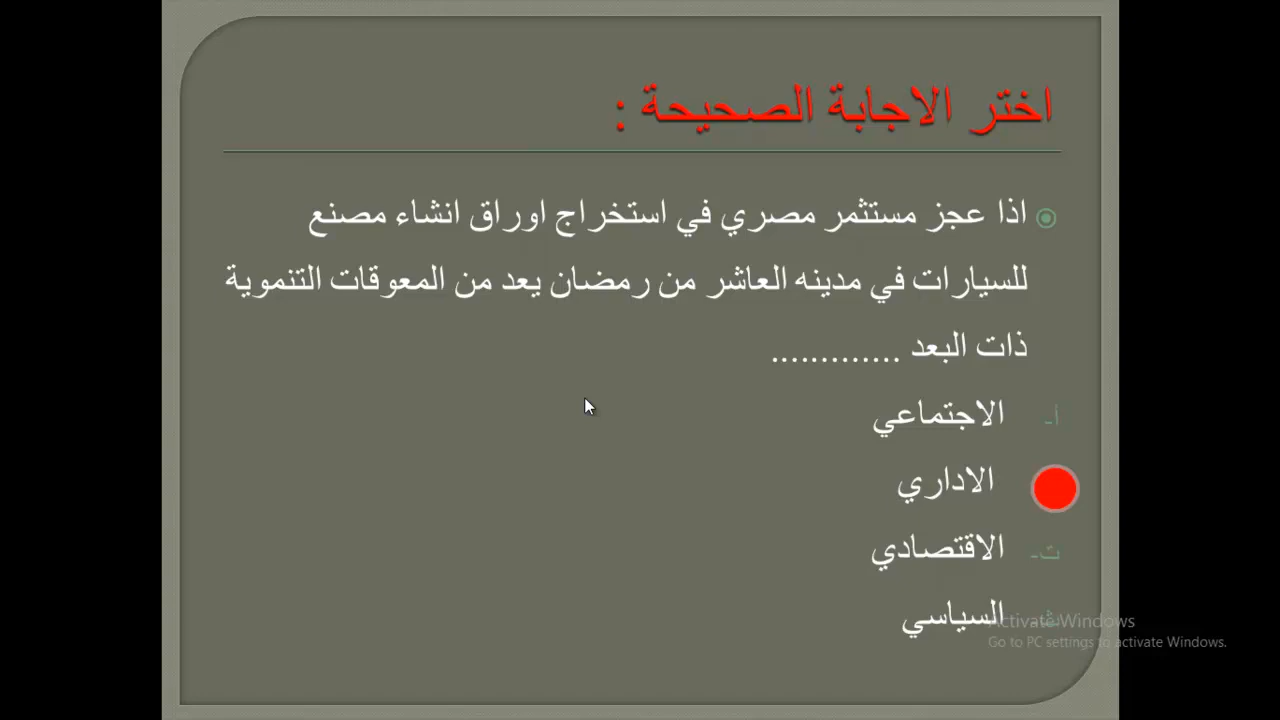 اختر الاجابة الصحيحة :
اذا عجز مستثمر مصري في استخراج اوراق انشاء مصنع
للسيارات في مدينه العاشر من رمضان يعد من المعوقات التنموية
ذات البعد .............
أ- الاجتماعي
الاداري
ت- الاقتصادي
ث- السياسي
Activate Windows
Go to PC settings to activate Windows.